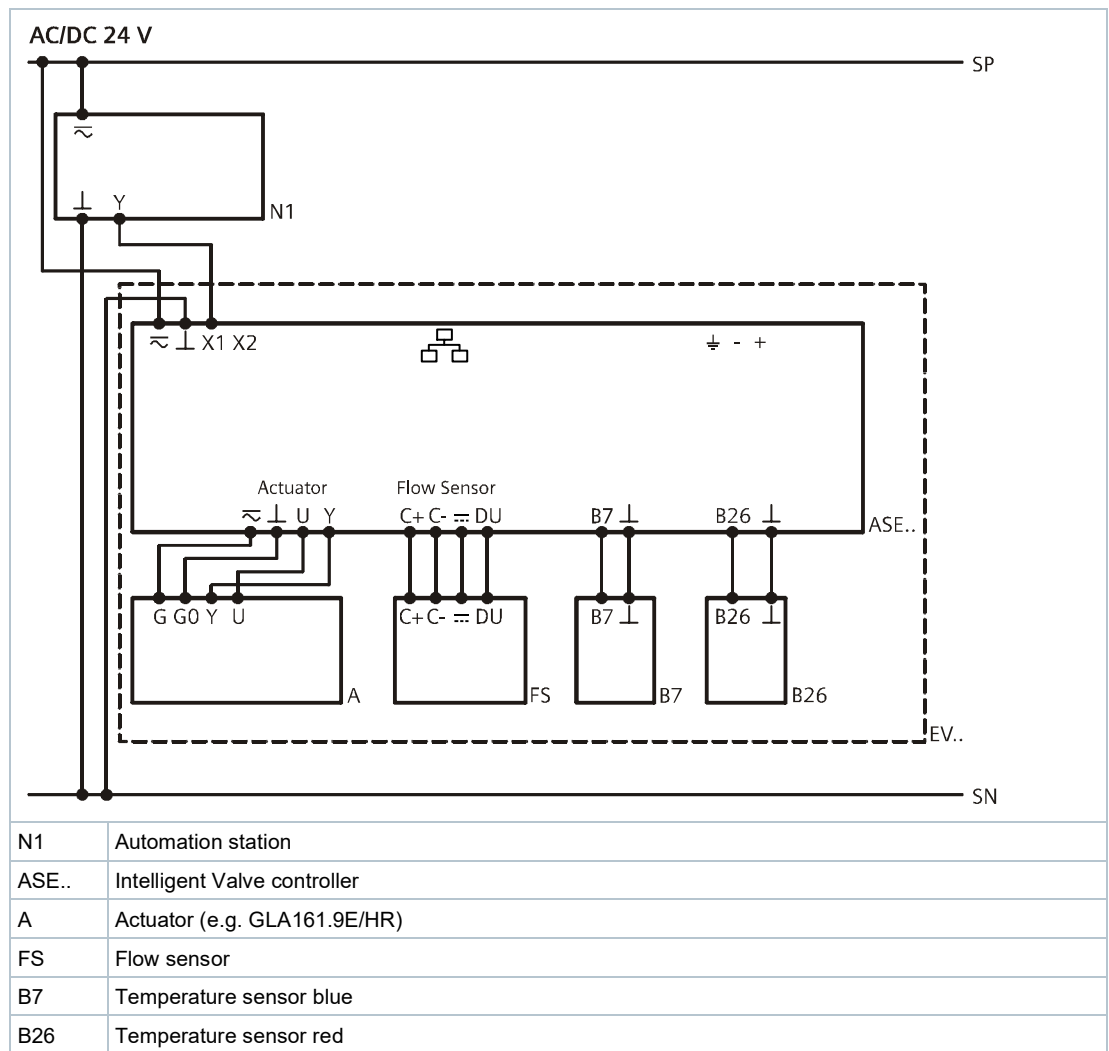 AC/DC 24 V
SP
⏦
⊥ Y
N1
⊥ X1 X2
⏚ - +
Actuator Flow Sensor
⊥ U Y C+ C- ⎓ DU B7 ⊥ B26 ⊥
ASE..
G G0 Y U C+ C- ⎓ DU B7 ⊥ B26 ⊥
A FS B7 B26
EV..
SN
N1 Automation station
ASE.. Intelligent Valve controller
A Actuator (e.g. GLA161.9E/HR)
FS Flow sensor
B7 Temperature sensor blue
B26 Temperature sensor red